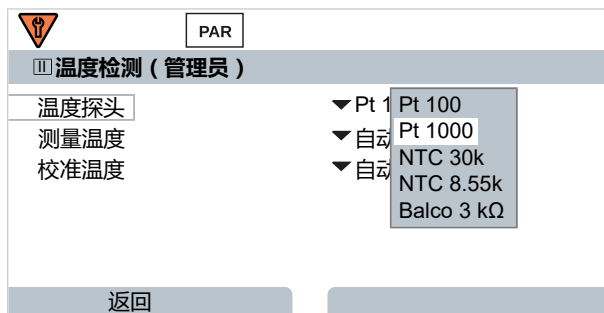 PAR
II 温度检测（管理员）
温度探头 Pt 1
测量温度 自动
校准温度 自动
Pt 100
Pt 1000
NTC 30k
NTC 8.55k
Balco 3 kΩ
返回